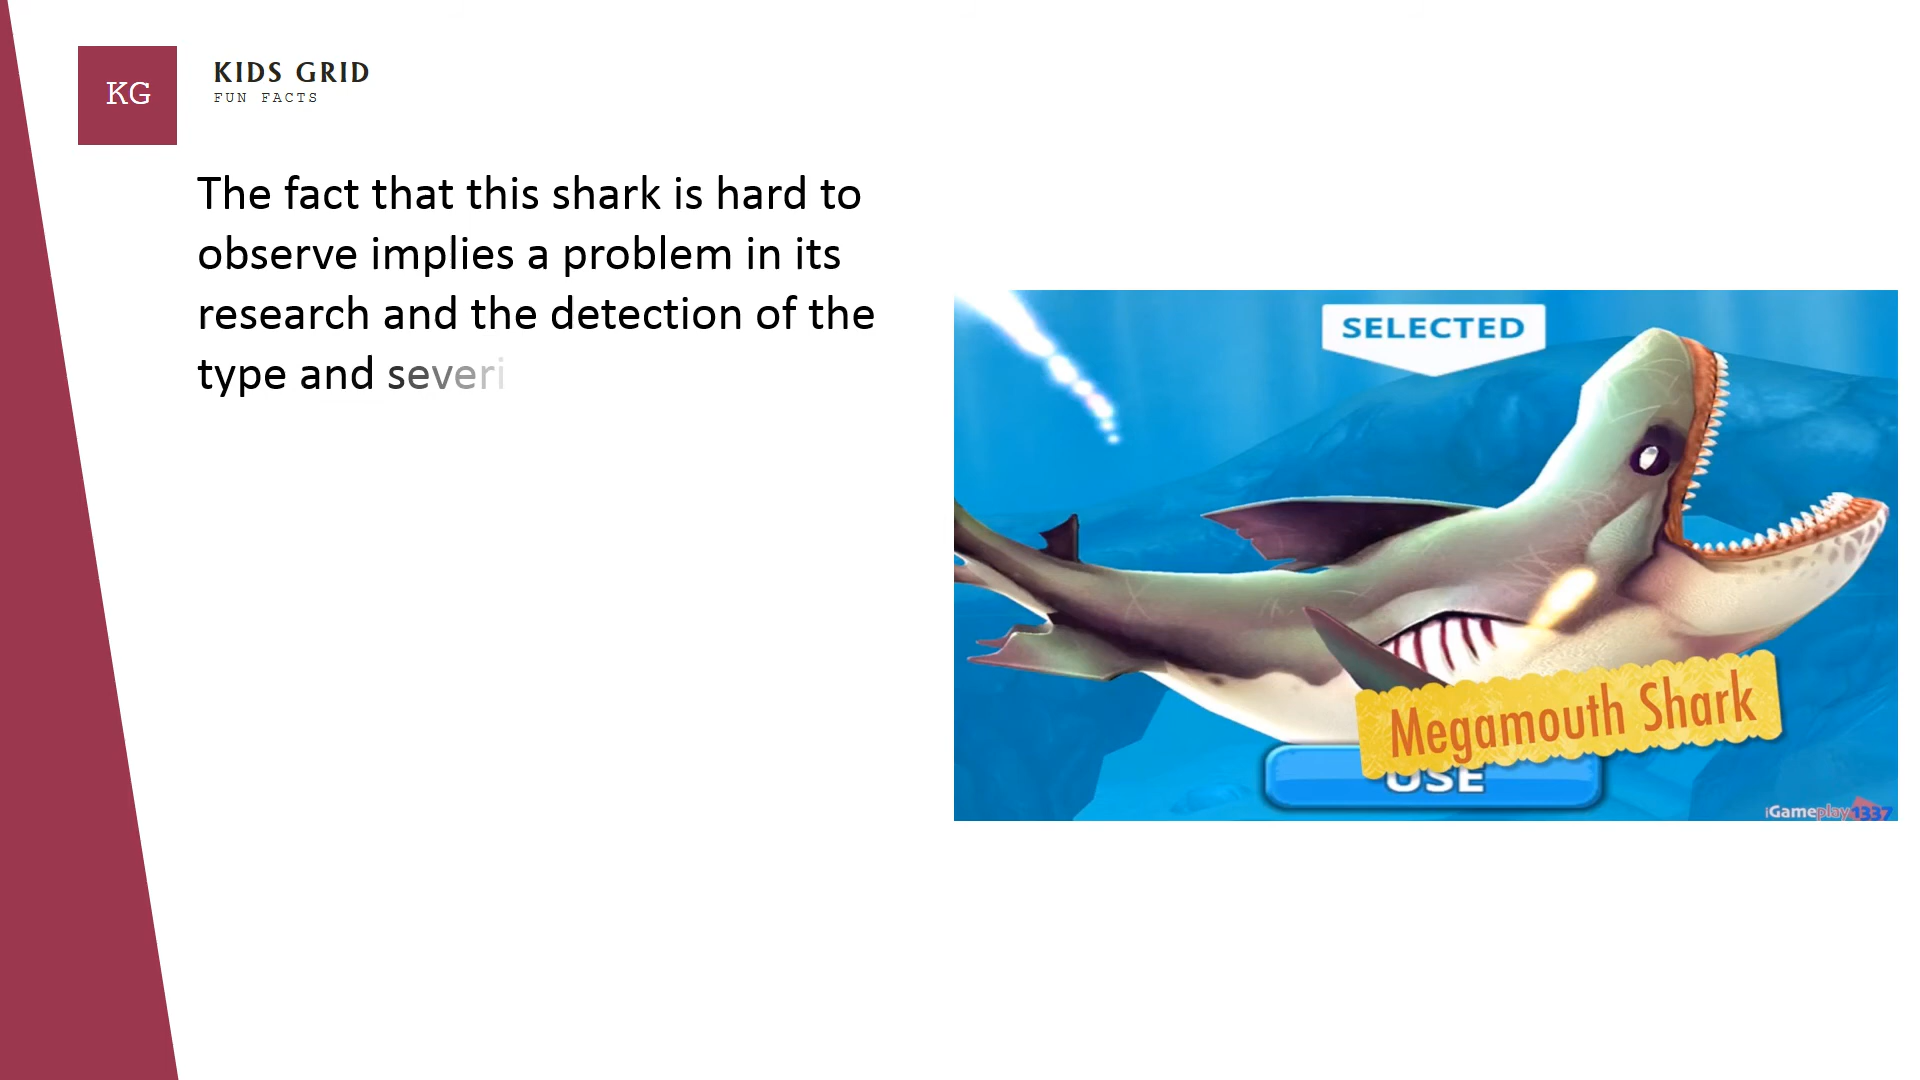 KG
KIDS GRID
FUN FACTS
The fact that this shark is hard to
observe implies a problem in its
research and the detection of the
type and severi
SELECTED
Megamouth Shark
USE
iGameplay1337